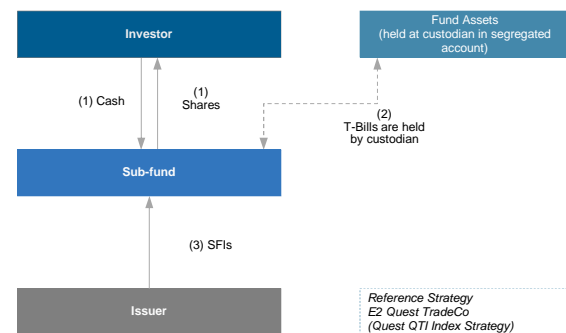 Investor
Fund Assets
(held at custodian in segregated
account)
(1) Cash
(1)
Shares
(2)
T-Bills are held
by custodian
Sub-fund
(3) SFIs
Issuer
Reference Strategy
E2 Quest TradeCo
(Quest QTI Index Strategy)